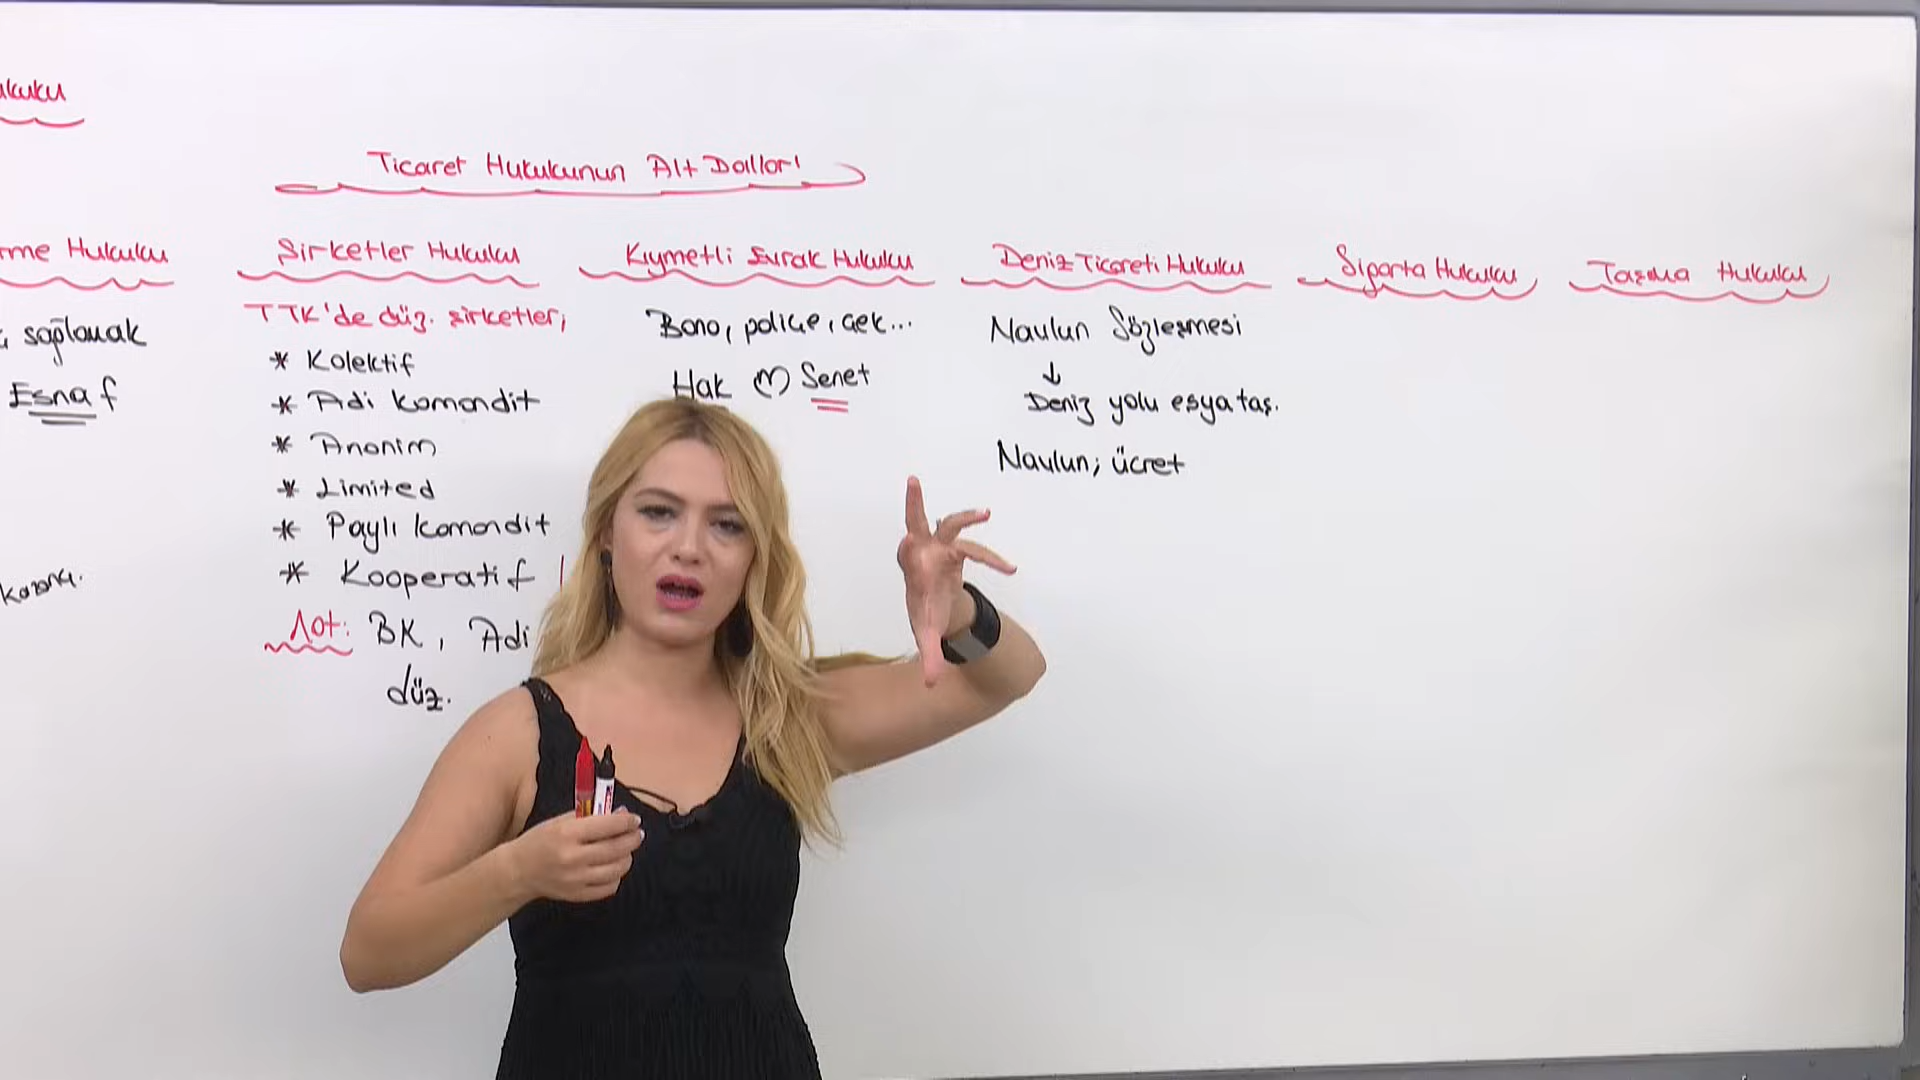 Ticaret Hukukunun Alt Dalları
Hukuku
sağlamak
Esnaf
Şirketler Hukuku
TTK'de düz. şirketler;
* Kolektif
* Adi Komandit
* Anonim
* Limited
* Paylı Komandit
* Kooperatif
Not: BK, Adi
düz.
Kıymetli Evrak Hukuku
Bono, poliçe, çek...
Hak Senet
Deniz Ticareti Hukuku
Navlun Sözleşmesi
↓
Deniz yolu eşya taş.
Navlun; ücret
Sigorta Hukuku
Taşıma Hukuku